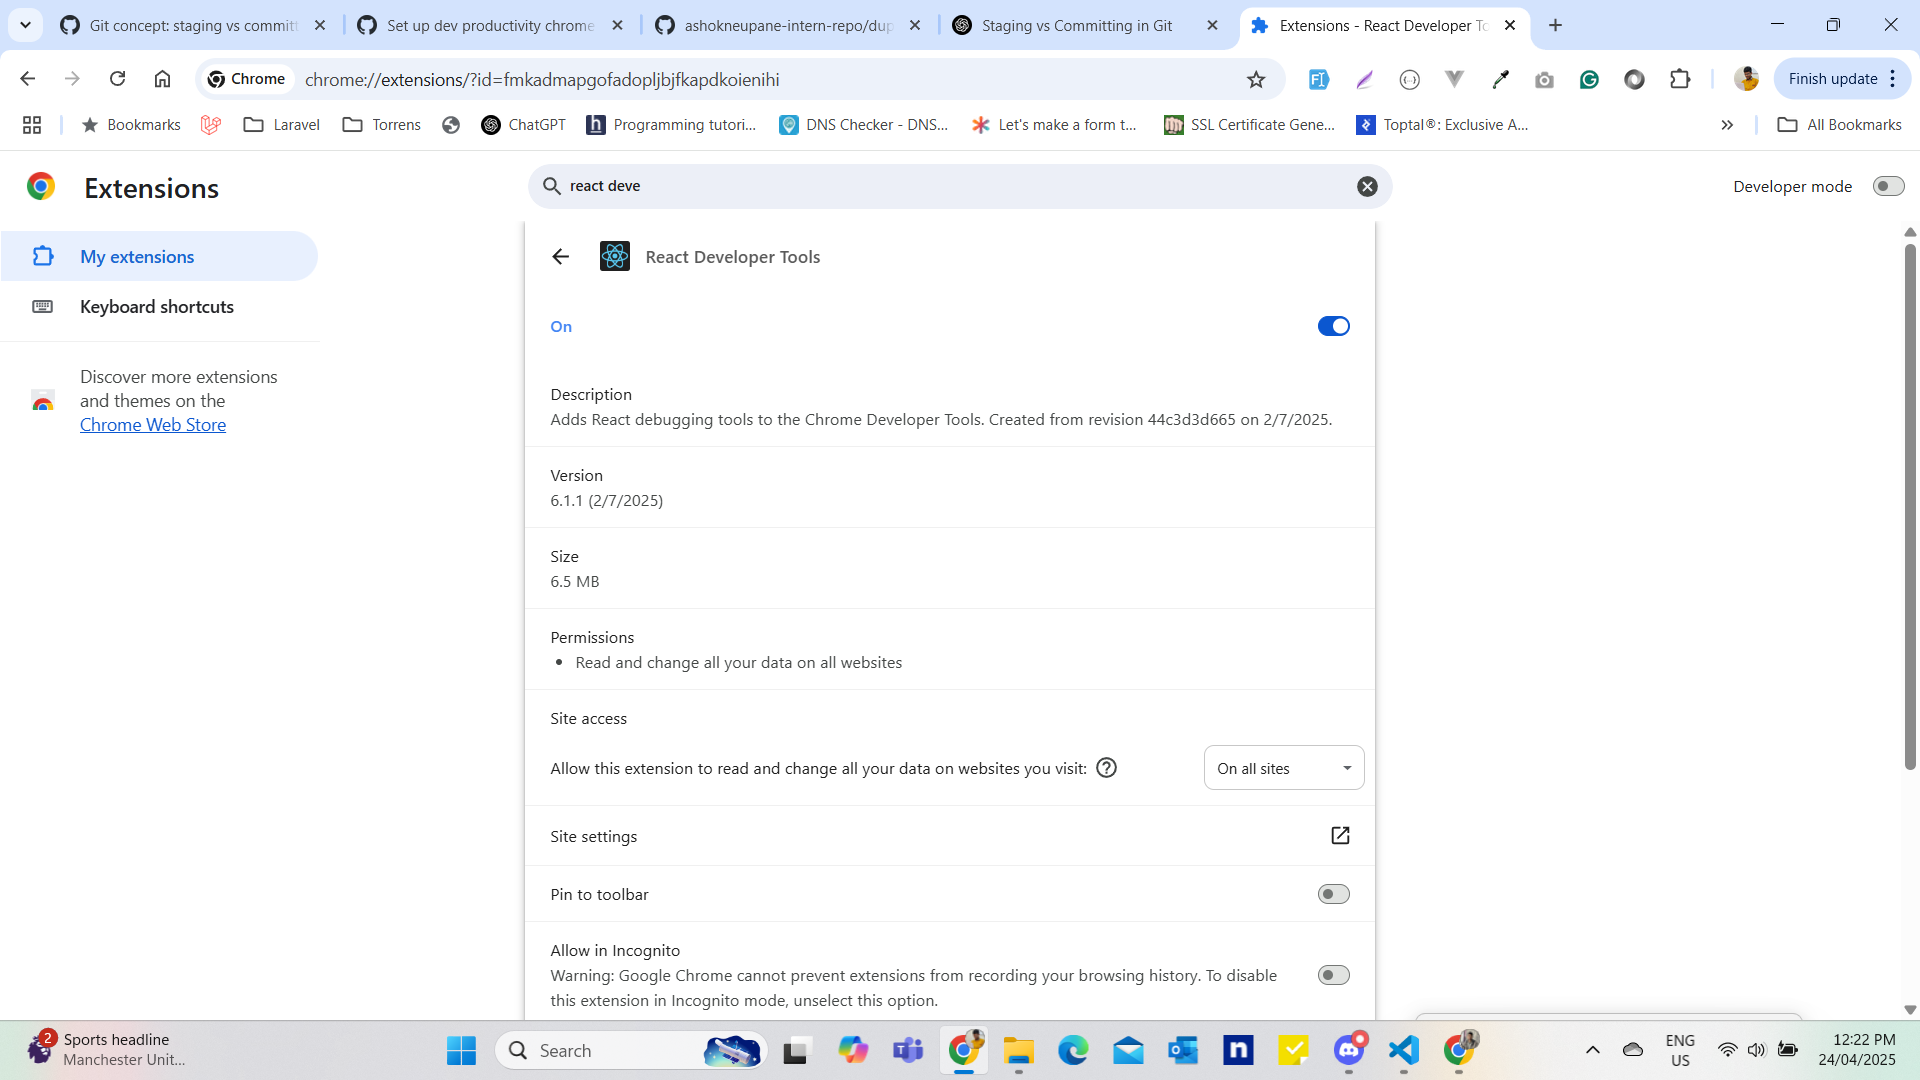 Git concept: staging vs committ
Set up dev productivity chrome
ashokneupane-intern-repo/dup
Staging vs Committing in Git
Extensions - React Developer To
Chrome
chrome://extensions/?id=fmkadmapgofadopljbjfkapdkoienihi
Finish update
Bookmarks
Laravel
Torrens
ChatGPT
Programming tutori...
DNS Checker - DNS...
Let's make a form t...
SSL Certificate Gene...
Toptal®: Exclusive A...
All Bookmarks
Extensions
react deve
Developer mode
My extensions
Keyboard shortcuts
Discover more extensions
and themes on the
Chrome Web Store
React Developer Tools
On
Description
Adds React debugging tools to the Chrome Developer Tools. Created from revision 44c3d3d665 on 2/7/2025.
Version
6.1.1 (2/7/2025)
Size
6.5 MB
Permissions
• Read and change all your data on all websites
Site access
Allow this extension to read and change all your data on websites you visit:
On all sites
Site settings
Pin to toolbar
Allow in Incognito
Warning: Google Chrome cannot prevent extensions from recording your browsing history. To disable
this extension in Incognito mode, unselect this option.
2
Sports headline
Manchester Unit...
Search
ENG
US
12:22 PM
24/04/2025